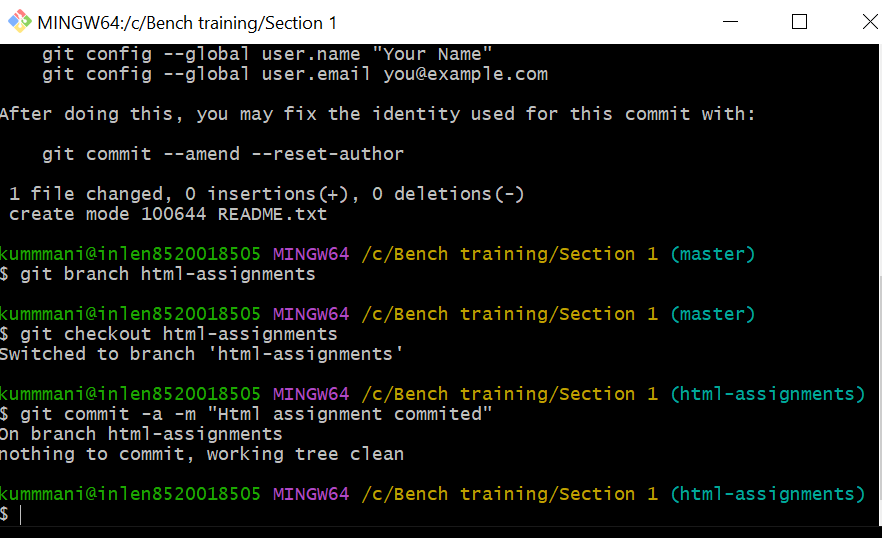 MINGW64:/c/Bench training/Section 1
git config --global user.name "Your Name"
git config --global user.email you@example.com
After doing this, you may fix the identity used for this commit with:
git commit --amend --reset-author
1 file changed, 0 insertions(+), 0 deletions(-)
create mode 100644 README.txt
kummmani@inlen8520018505 MINGW64 /c/Bench training/Section 1 (master)
$ git branch html-assignments
kummmani@inlen8520018505 MINGW64 /c/Bench training/Section 1 (master)
$ git checkout html-assignments
Switched to branch 'html-assignments'
kummmani@inlen8520018505 MINGW64 /c/Bench training/Section 1 (html-assignments)
$ git commit -a -m "Html assignment commited"
On branch html-assignments
nothing to commit, working tree clean
kummmani@inlen8520018505 MINGW64 /c/Bench training/Section 1 (html-assignments)
$